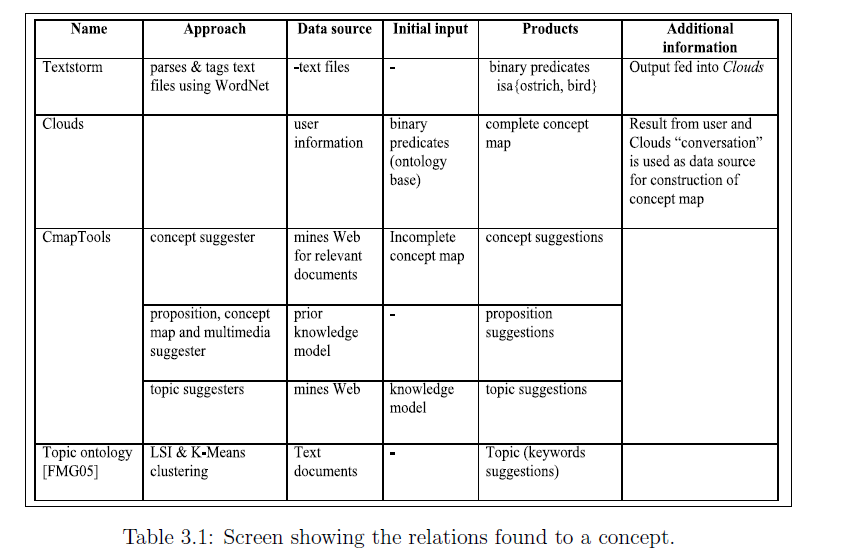 Name Approach Data source Initial input Products Additional
information
Textstorm
parses & tags text
files using WordNet
-text files
-
binary predicates
isa{ostrich, bird}
Output fed into Clouds
Clouds
user
information
binary
predicates
(ontology
base)
complete concept
map
Result from user and
Clouds “conversation”
is used as data source
for construction of
concept map
CmapTools
concept suggester
mines Web
for relevant
documents
Incomplete
concept map
concept suggestions
proposition, concept
map and multimedia
suggester
prior
knowledge
model
-
proposition
suggestions
topic suggesters
mines Web
knowledge
model
topic suggestions
Topic ontology
[FMG05]
LSI & K-Means
clustering
Text
documents
-
Topic (keywords
suggestions)
Table 3.1: Screen showing the relations found to a concept.